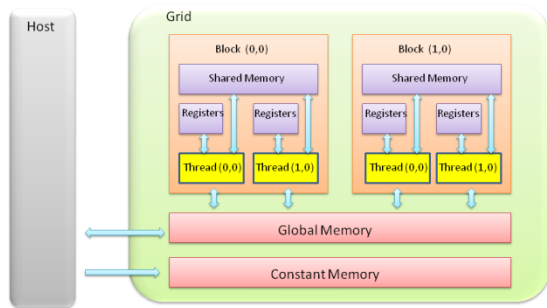 Host
Grid
Block (0,0)
Block (1,0)
Shared Memory
Shared Memory
Registers
Registers
Registers
Registers
Thread (0,0)
Thread (1,0)
Thread (0,0)
Thread (1,0)
Global Memory
Constant Memory